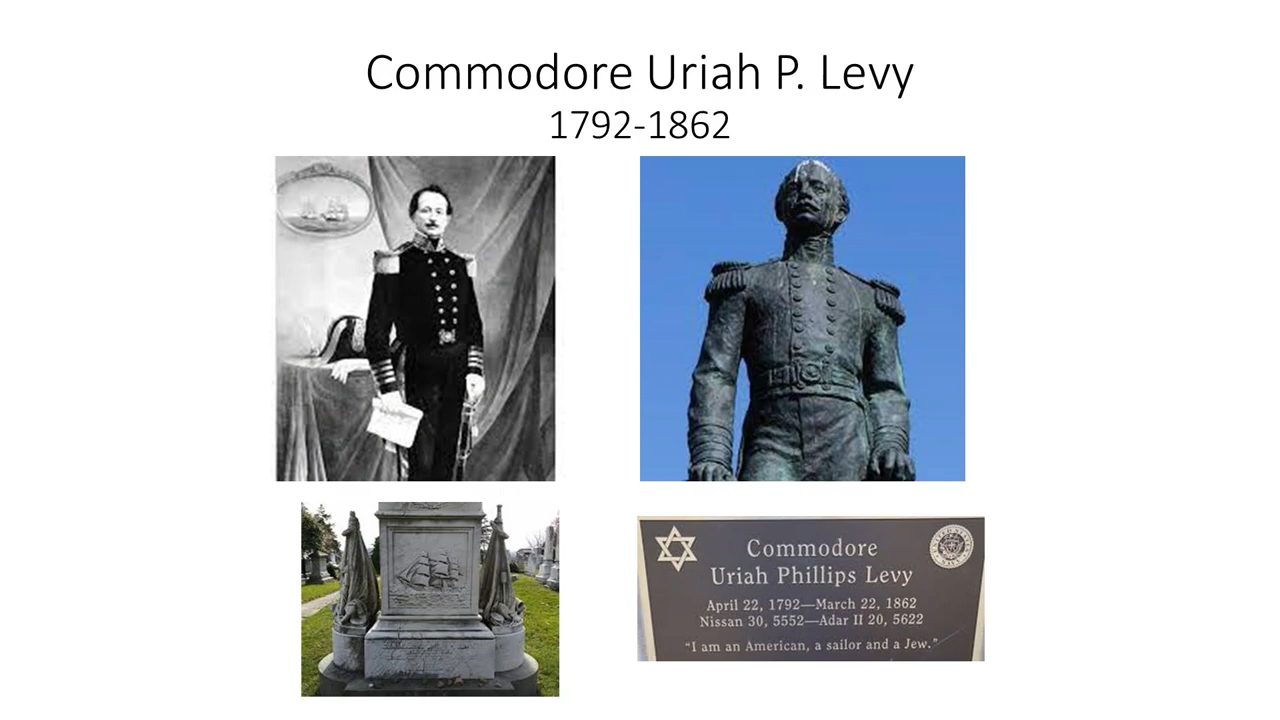 Commodore Uriah P. Levy
1792-1862
Commodore
Uriah Phillips Levy
April 22, 1792—March 22, 1862
Nissan 30, 5552—Adar II 20, 5622
“I am an American, a sailor and a Jew.”